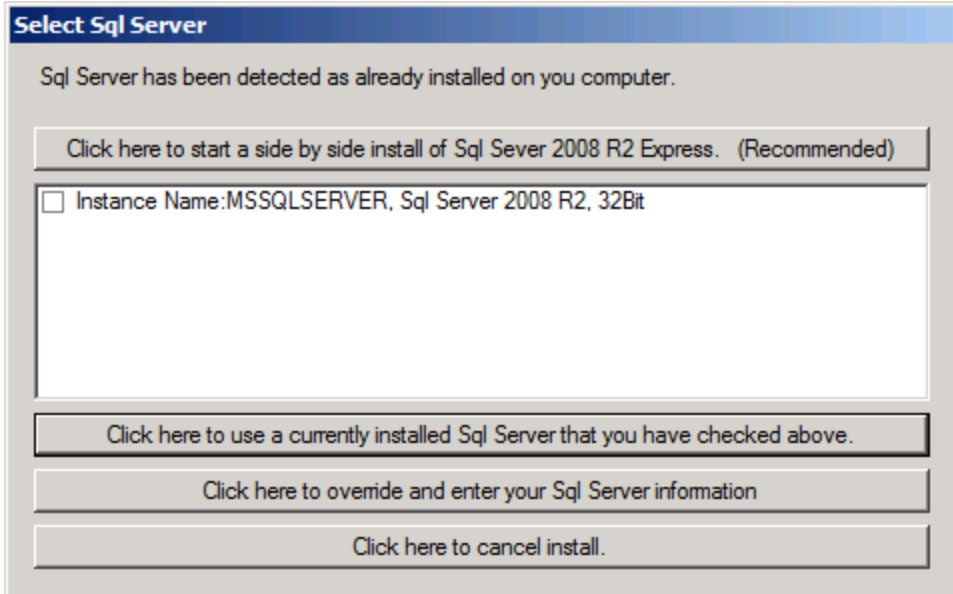 Select Sql Server
Sql Server has been detected as already installed on you computer.
Click here to start a side by side install of Sql Sever 2008 R2 Express.   (Recommended)
Instance Name:MSSQLSERVER, Sql Server 2008 R2, 32Bit
Click here to use a currently installed Sql Server that you have checked above.
Click here to override and enter your Sql Server information
Click here to cancel install.